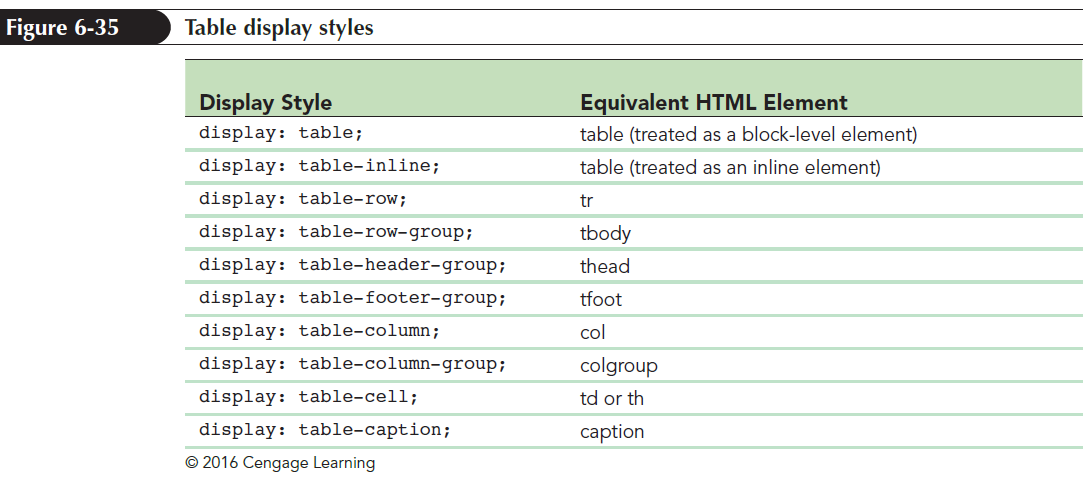 Figure 6-35 Table display styles
Display Style Equivalent HTML Element
display: table; table (treated as a block-level element)
display: table-inline; table (treated as an inline element)
display: table-row; tr
display: table-row-group; tbody
display: table-header-group; thead
display: table-footer-group; tfoot
display: table-column; col
display: table-column-group; colgroup
display: table-cell; td or th
display: table-caption; caption
© 2016 Cengage Learning